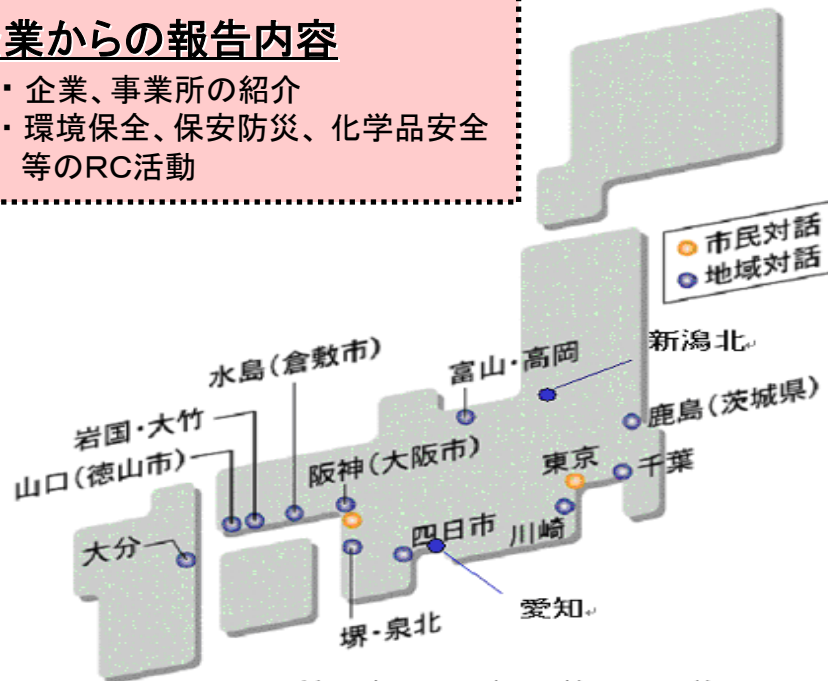 業からの報告内容
・企業、事業所の紹介
・環境保全、保安防災、化学品安全
等のRC活動
市民対話
地域対話
新潟北
富山・高岡
水島(倉敷市)
鹿島(茨城県)
岩国・大竹
阪神(大阪市)
東京
千葉
山口(徳山市)
四日市
川崎
大分
愛知
堺・泉北